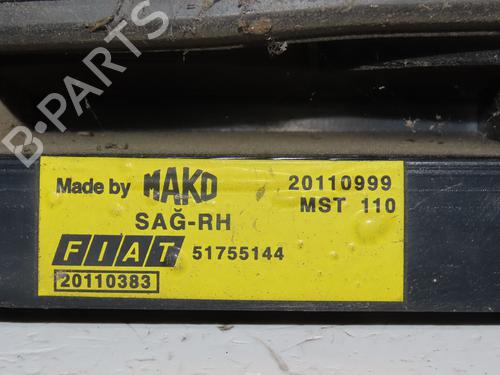 B-PARTS
Made by MAKO 20110999
MST 110
SAĞ-RH
FIAT 51755144
20110383